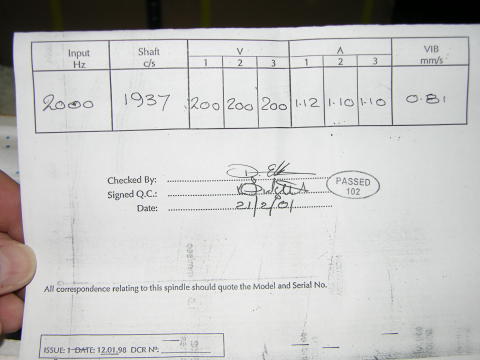 Input Shaft V A VIB
Hz c/s 1 2 3 1 2 3 mm/s
2000 1937 200 200 200 1.12 1.10 1.10 0.81
Checked By:
Signed Q.C.:
PASSED
102
Date: 21/2/01
All correspondence relating to this spindle should quote the Model and Serial No.
ISSUE: 1 DATE: 12.01.98 DCR Nº: